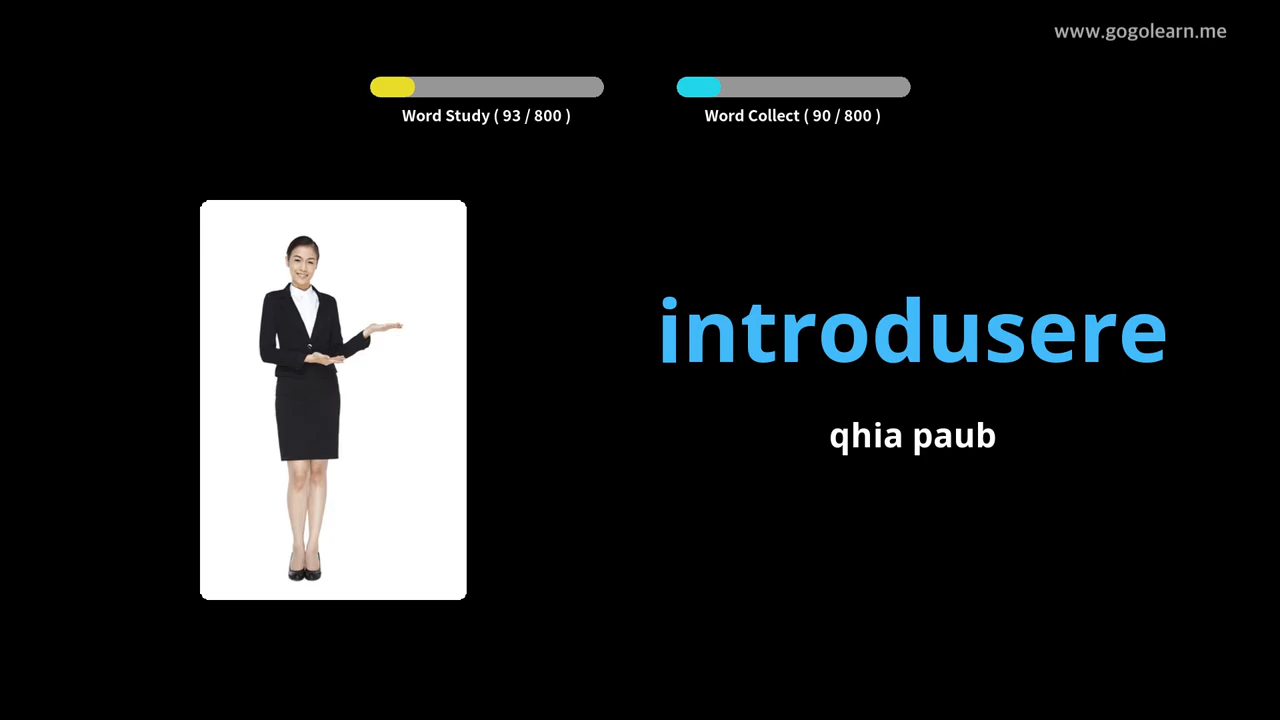 www.gogolearn.me
Word Study ( 93 / 800 )
Word Collect ( 90 / 800 )
introdusere
qhia paub